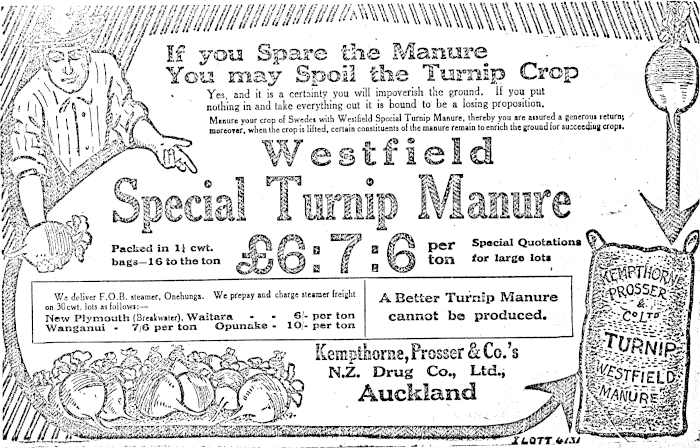 If you Spare the Manure
You may Spoil the Turnip Crop
Yes, and it is a certainty you will impoverish the ground. If you put
nothing in and take everything out it is bound to be a losing proposition.
Manure your crop of Swedes with Westfield Special Turnip Manure, thereby you are assured a generous return;
moreover, when the crop is lifted, certain constituents of the manure remain to enrich the ground for succeeding crops.
Westfield
Special Turnip Manure
Packed in 1¼ cwt.
bags—16 to the ton
£6:7:6
per
ton
Special Quotations
for large lots
We deliver F.O.B. steamer, Onehunga. We prepay and charge steamer freight
on 30 cwt. lots as follows:—
New Plymouth (Breakwater), Waitara - - 6/- per ton
Wanganui - 7/6 per ton Opunake - 10/- per ton
A Better Turnip Manure
cannot be produced.
Kempthorne, Prosser & Co.'s
N.Z. Drug Co., Ltd.,
Auckland
KEMPTHORNE
PROSSER
&
Co LTD
TURNIP
WESTFIELD
MANURE